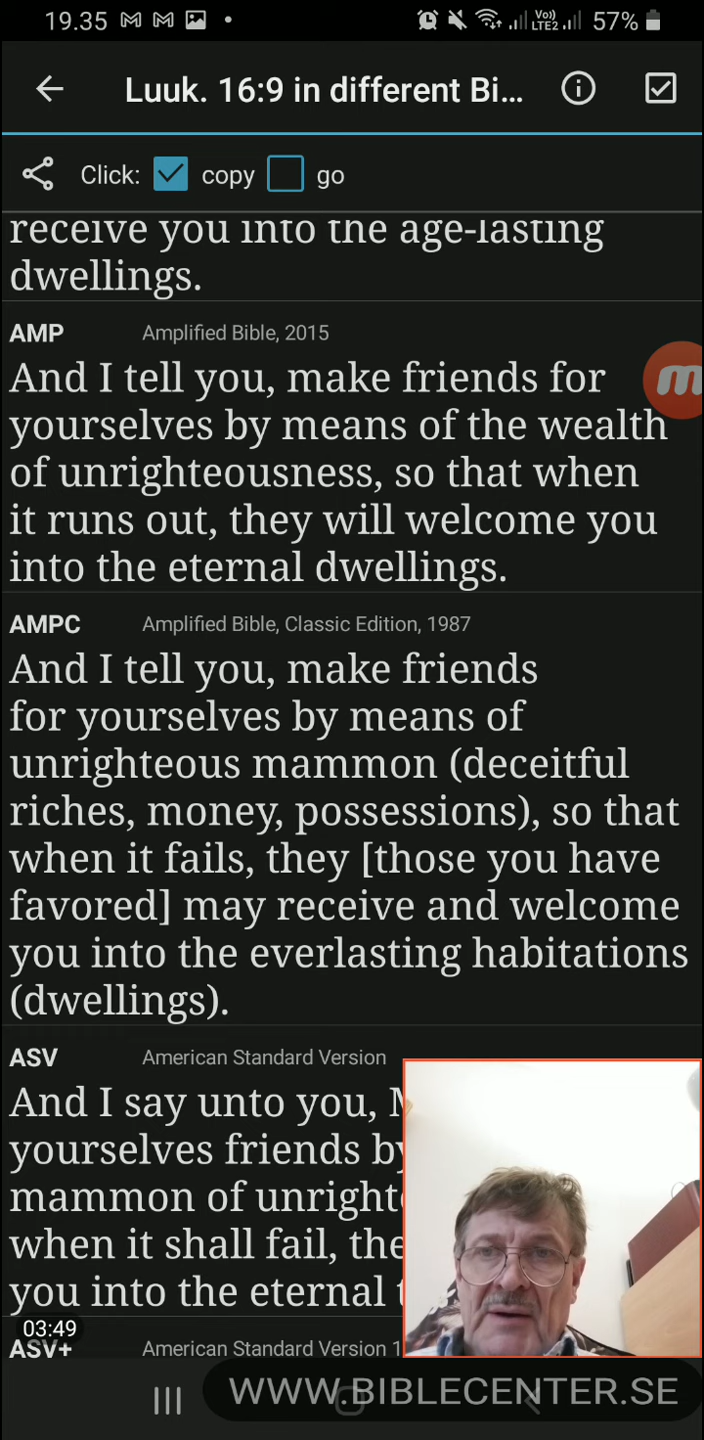 19.35
Vo))
LTE2
57%
Luuk. 16:9 in different Bi...
Click: copy go
receive you into the age-lasting
dwellings.
AMP Amplified Bible, 2015
And I tell you, make friends for
yourselves by means of the wealth
of unrighteousness, so that when
it runs out, they will welcome you
into the eternal dwellings.
AMPC Amplified Bible, Classic Edition, 1987
And I tell you, make friends
for yourselves by means of
unrighteous mammon (deceitful
riches, money, possessions), so that
when it fails, they [those you have
favored] may receive and welcome
you into the everlasting habitations
(dwellings).
ASV American Standard Version
And I say unto you, M
yourselves friends by
mammon of unright
when it shall fail, the
you into the eternal t
03:49
ASV+ American Standard Version 1
WWW.BIBLECENTER.SE